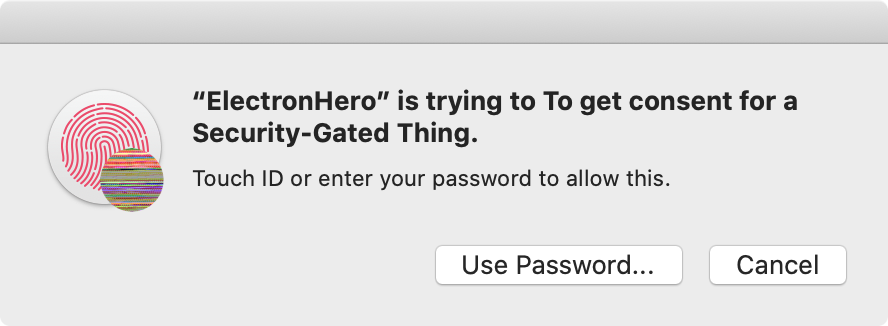 “ElectronHero” is trying to To get consent for a
Security-Gated Thing.
Touch ID or enter your password to allow this.
Use Password...
Cancel